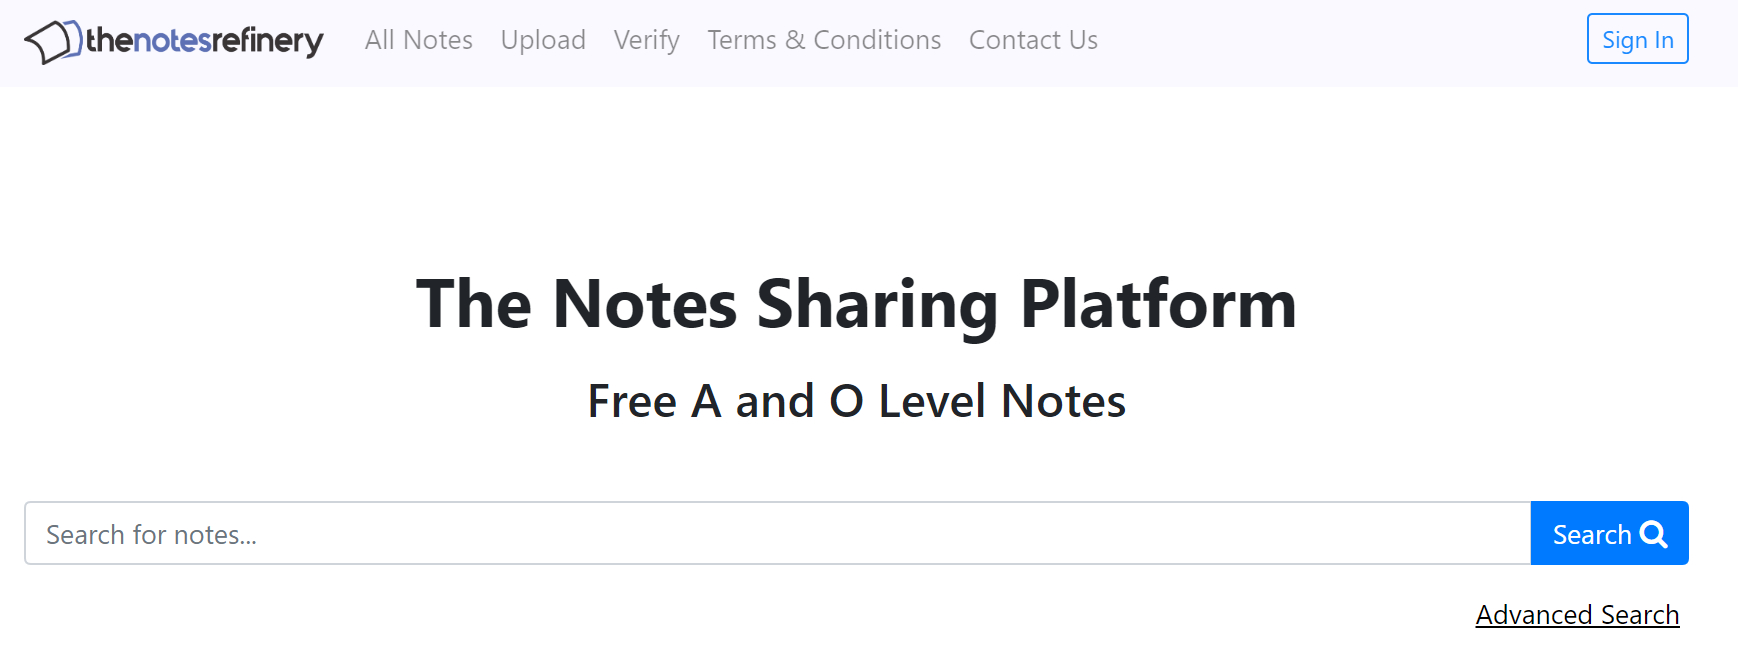 thenotesrefinery All Notes Upload Verify Terms & Conditions Contact Us Sign In
The Notes Sharing Platform
Free A and O Level Notes
Search for notes... Search
Advanced Search